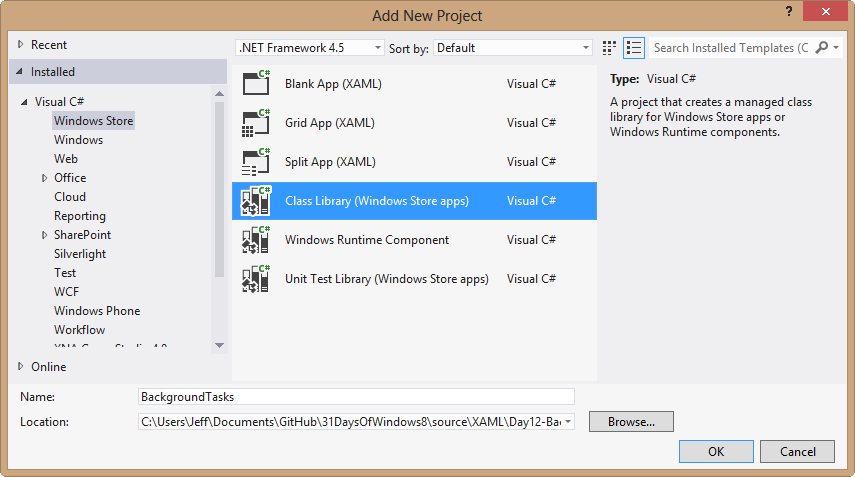 Add New Project
?
Recent
Installed
Visual C#
Windows Store
Windows
Web
Office
Cloud
Reporting
SharePoint
Silverlight
Test
WCF
Windows Phone
Workflow
Online
.NET Framework 4.5 Sort by: Default
Search Installed Templates (C
C# Blank App (XAML) Visual C#
C# Grid App (XAML) Visual C#
C# Split App (XAML) Visual C#
C# Class Library (Windows Store apps) Visual C#
C# Windows Runtime Component Visual C#
C# Unit Test Library (Windows Store apps) Visual C#
Type: Visual C#
A project that creates a managed class
library for Windows Store apps or
Windows Runtime components.
Name: BackgroundTasks
Location: C:\Users\Jeff\Documents\GitHub\31DaysOfWindows8\source\XAML\Day12-Bac
Browse...
OK Cancel